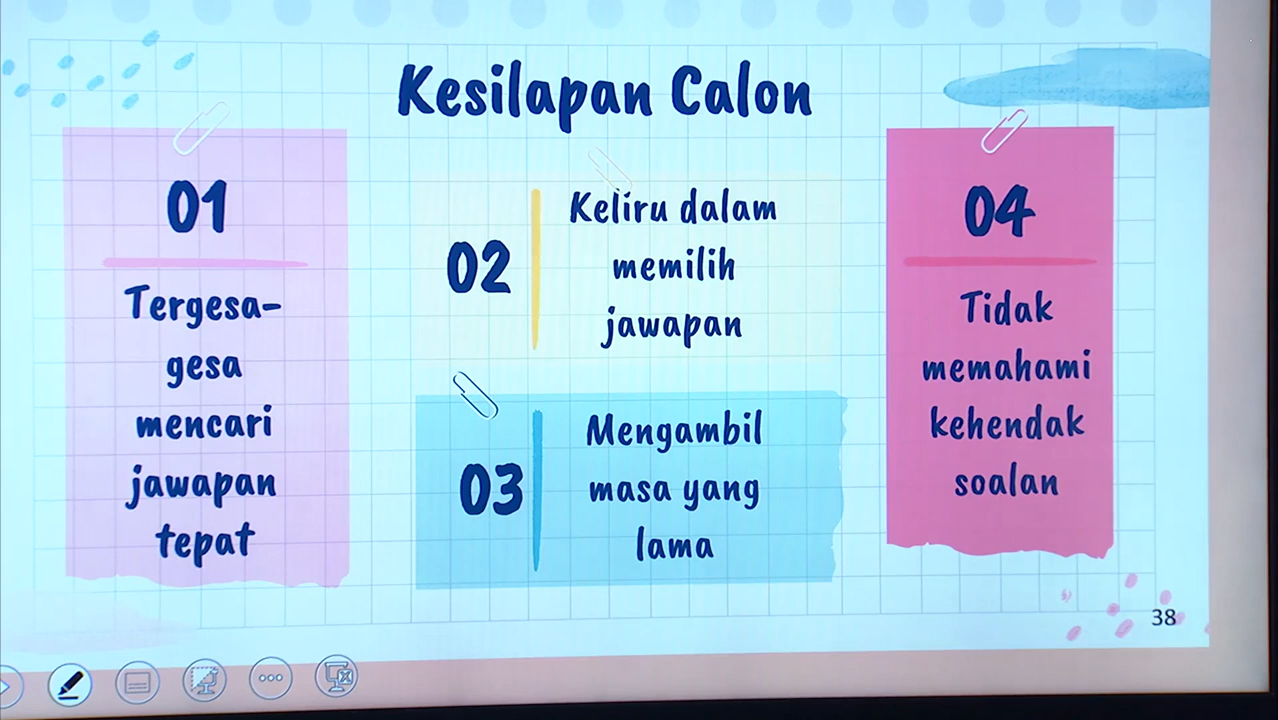 Kesilapan Calon
01
Tergesa-
gesa
mencari
jawapan
tepat
02
Keliru dalam
memilih
jawapan
03
Mengambil
masa yang
lama
04
Tidak
memahami
kehendak
soalan
38